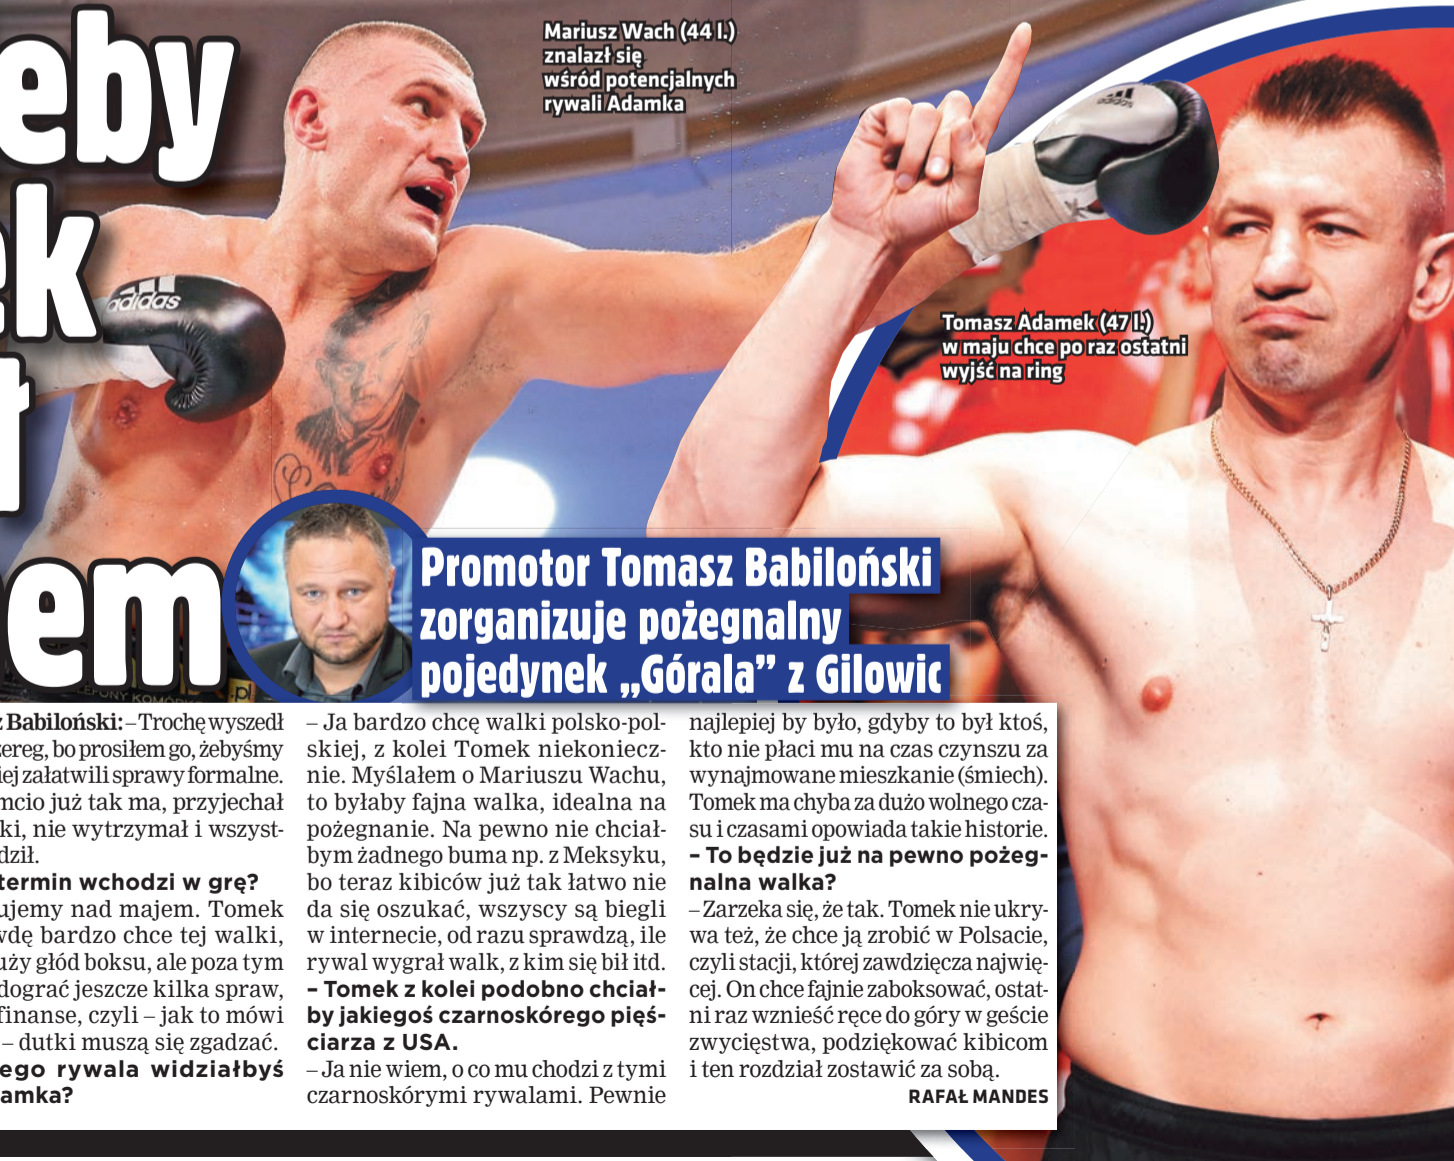 eby
ek
em
Mariusz Wach (44 l.)
znalazł się
wśród potencjalnych
rywali Adamka
adidas
adidas
Tomasz Adamek (47 l.)
w maju chce po raz ostatni
wyjść na ring
Promotor Tomasz Babiloński
zorganizuje pożegnalny
pojedynek „Górala” z Gilowic
.pl
z Babiloński: – Trochę wyszedł
zereg, bo prosiłem go, żebyśmy
iej załatwili sprawy formalne.
mcio już tak ma, przyjechał
ki, nie wytrzymał i wszyst-
dził.
termin wchodzi w grę?
ujemy nad majem. Tomek
wdę bardzo chce tej walki,
uży głód boksu, ale poza tym
dograć jeszcze kilka spraw,
finanse, czyli – jak to mówi
– dutki muszą się zgadzać.
ego rywala widziałbyś
amka?
– Ja bardzo chcę walki polsko-pol-
skiej, z kolei Tomek niekoniecz-
nie. Myślałem o Mariuszu Wachu,
to byłaby fajna walka, idealna na
pożegnanie. Na pewno nie chciał-
bym żadnego buma np. z Meksyku,
bo teraz kibiców już tak łatwo nie
da się oszukać, wszyscy są biegli
w internecie, od razu sprawdzą, ile
rywal wygrał walk, z kim się bił itd.
– Tomek z kolei podobno chciał-
by jakiegoś czarnoskórego pięś-
ciarza z USA.
– Ja nie wiem, o co mu chodzi z tymi
czarnoskórymi rywalami. Pewnie
najlepiej by było, gdyby to był ktoś,
kto nie płaci mu na czas czynszu za
wynajmowane mieszkanie (śmiech).
Tomek ma chyba za dużo wolnego cza-
su i czasami opowiada takie historie.
– To będzie już na pewno pożeg-
nalna walka?
– Zarzeka się, że tak. Tomek nie ukry-
wa też, że chce ją zrobić w Polsacie,
czyli stacji, której zawdzięcza najwię-
cej. On chce fajnie zaboksować, ostat-
ni raz wznieść ręce do góry w geście
zwycięstwa, podziękować kibicom
i ten rozdział zostawić za sobą.
RAFAŁ MANDES